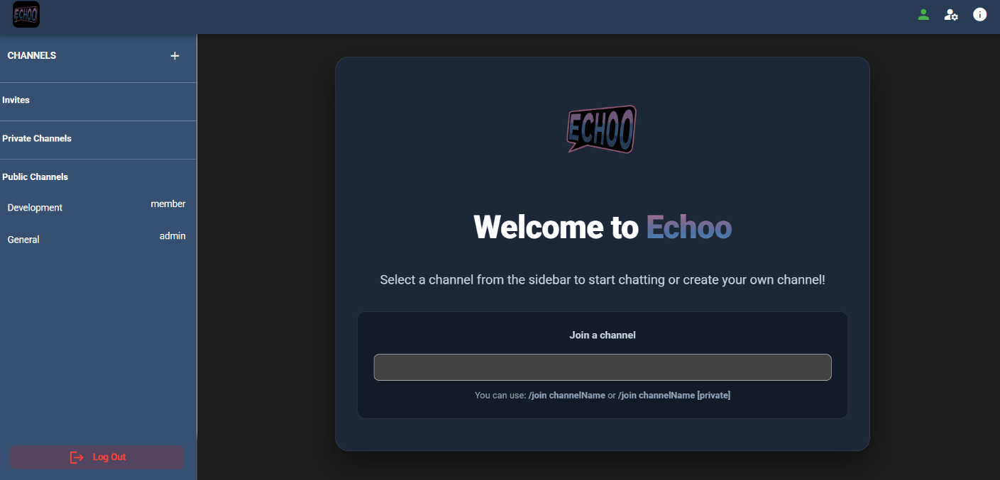 ECHOO
CHANNELS
Invites
Private Channels
Public Channels
Development member
General admin
Log Out
ECHOO
Welcome to Echoo
Select a channel from the sidebar to start chatting or create your own channel!
Join a channel
You can use: /join channelName or /join channelName [private]